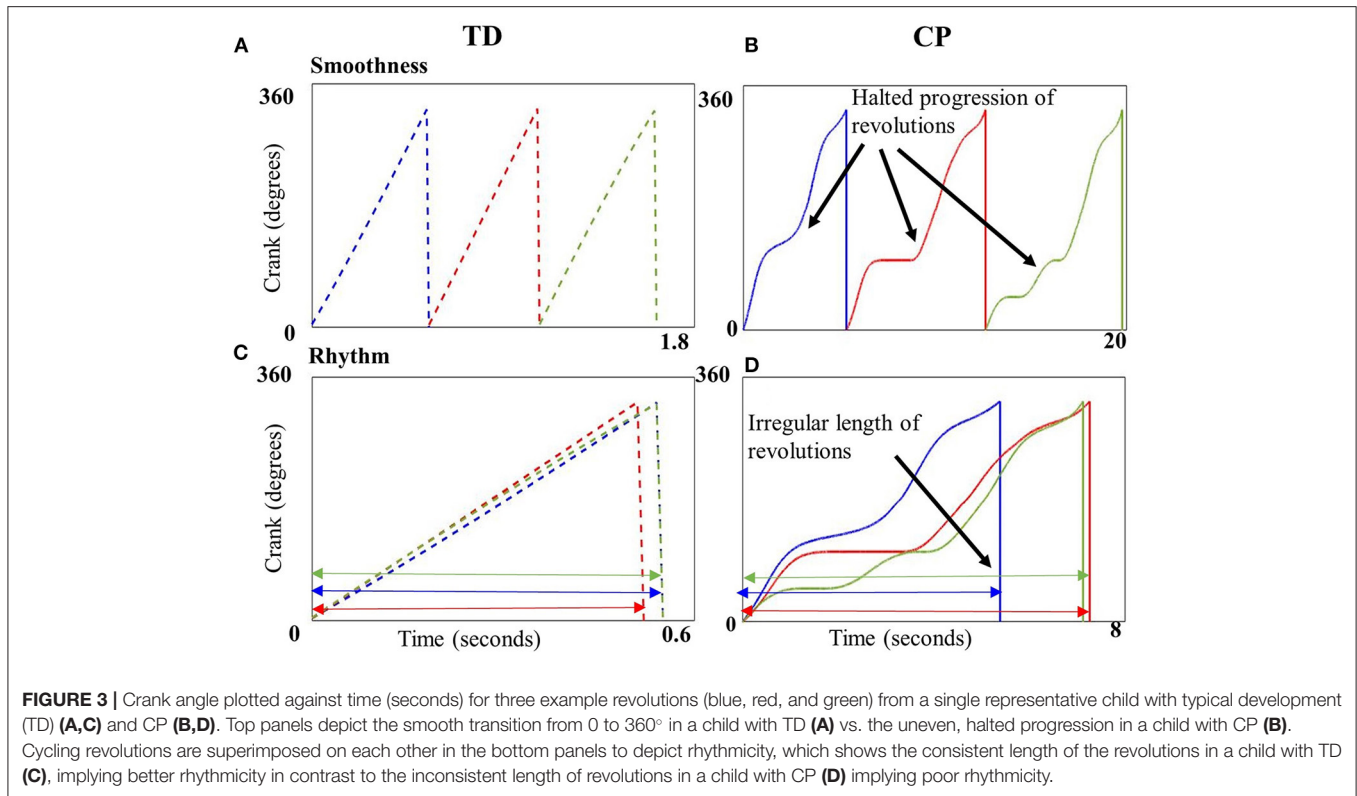 TD
CP
A
B
Smoothness
360
360
Halted progression of
revolutions
Crank (degrees)
0
1.8
0
20
C
Rhythm
D
360
360
Irregular length of
revolutions
Crank (degrees)
0
Time (seconds)
0.6
0
Time (seconds)
8
FIGURE 3 | Crank angle plotted against time (seconds) for three example revolutions (blue, red, and green) from a single representative child with typical development
(TD) (A,C) and CP (B,D). Top panels depict the smooth transition from 0 to 360° in a child with TD (A) vs. the uneven, halted progression in a child with CP (B).
Cycling revolutions are superimposed on each other in the bottom panels to depict rhythmicity, which shows the consistent length of the revolutions in a child with TD
(C), implying better rhythmicity in contrast to the inconsistent length of revolutions in a child with CP (D) implying poor rhythmicity.